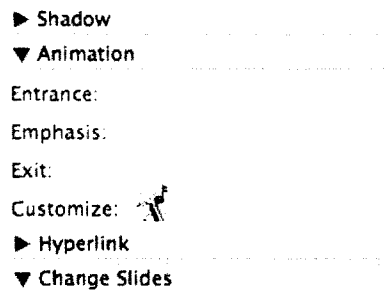 Shadow
Animation
Entrance:
Emphasis:
Exit:
Customize:
Hyperlink
Change Slides